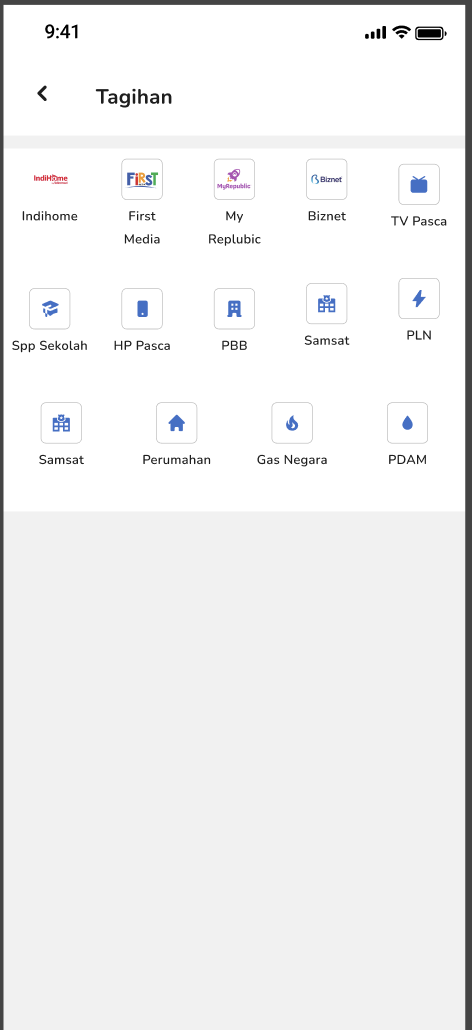 9:41
Tagihan
IndiHome
FiRST
MyRepublic
Biznet
Indihome
First
Media
My
Replubic
Biznet
TV Pasca
Spp Sekolah
HP Pasca
PBB
Samsat
PLN
Samsat
Perumahan
Gas Negara
PDAM